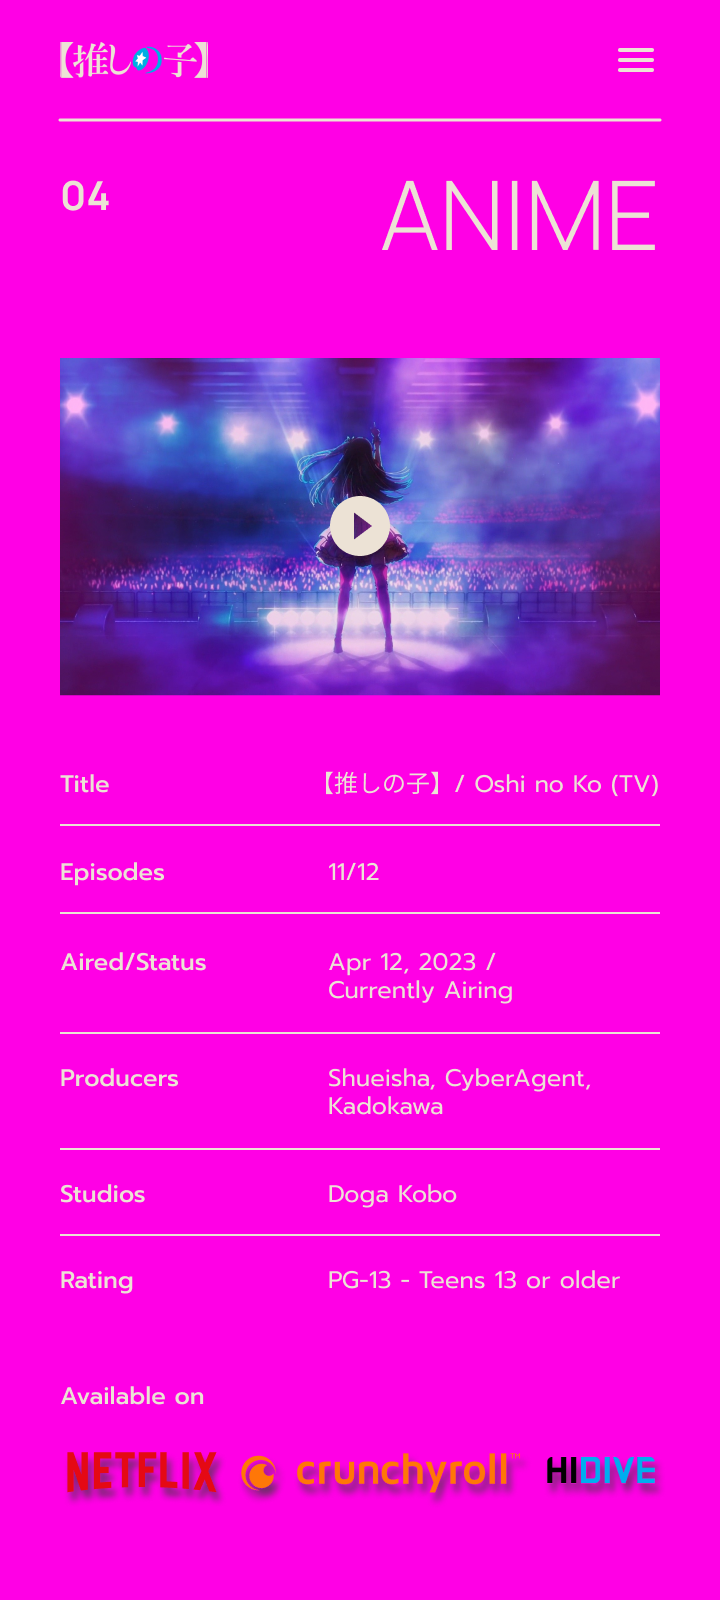 【推しの子】
04
ANIME
Title
【推しの子】 / Oshi no Ko (TV)
Episodes
11/12
Aired/Status
Apr 12, 2023 /
Currently Airing
Producers
Shueisha, CyberAgent,
Kadokawa
Studios
Doga Kobo
Rating
PG-13 - Teens 13 or older
Available on
NETFLIX
crunchyroll™
HIDIVE